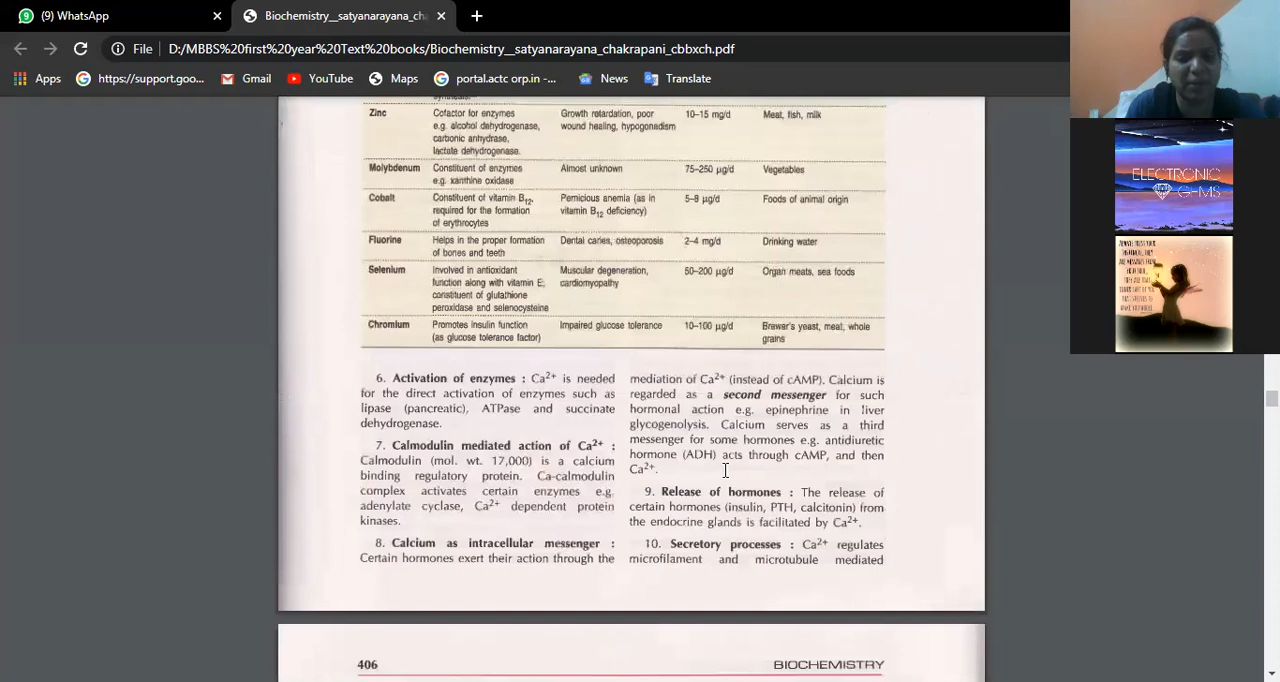 (9) WhatsApp
Biochemistry__satyanarayana_cha
File
D:/MBBS%20first%20year%20Text%20books/Biochemistry__satyanarayana_chakrapani_cbbxch.pdf
Apps
https://support.goo...
Gmail
YouTube
Maps
portal.actc orp.in -...
News
Translate
Zinc
Cofactor for enzymes
e.g. alcohol dehydrogenase,
carbonic anhydrase,
lactate dehydrogenase.
Growth retardation, poor
wound healing, hypogonadism
10–15 mg/d
Meat, fish, milk
Molybdenum
Constituent of enzymes
e.g. xanthine oxidase
Almost unknown
75–250 µg/d
Vegetables
Cobalt
Constituent of vitamin B12,
required for the formation
of erythrocytes
Pernicious anemia (as in
vitamin B12 deficiency)
5–8 µg/d
Foods of animal origin
Fluorine
Helps in the proper formation
of bones and teeth
Dental caries, osteoporosis
2–4 mg/d
Drinking water
Selenium
Involved in antioxidant
function along with vitamin E;
constituent of glutathione
peroxidase and selenocysteine
Muscular degeneration,
cardiomyopathy
50–200 µg/d
Organ meats, sea foods
Chromium
Promotes insulin function
(as glucose tolerance factor)
Impaired glucose tolerance
10–100 µg/d
Brewer's yeast, meat, whole
grains
6. Activation of enzymes : Ca2+ is needed
for the direct activation of enzymes such as
lipase (pancreatic), ATPase and succinate
dehydrogenase.
7. Calmodulin mediated action of Ca2+ :
Calmodulin (mol. wt. 17,000) is a calcium
binding regulatory protein. Ca-calmodulin
complex activates certain enzymes e.g.
adenylate cyclase, Ca2+ dependent protein
kinases.
8. Calcium as intracellular messenger :
Certain hormones exert their action through the
mediation of Ca2+ (instead of cAMP). Calcium is
regarded as a second messenger for such
hormonal action e.g. epinephrine in liver
glycogenolysis. Calcium serves as a third
messenger for some hormones e.g. antidiuretic
hormone (ADH) acts through cAMP, and then
Ca2+.
9. Release of hormones : The release of
certain hormones (insulin, PTH, calcitonin) from
the endocrine glands is facilitated by Ca2+.
10. Secretory processes : Ca2+ regulates
microfilament and microtubule mediated
406
BIOCHEMISTRY
ELECTRONIC
GEMS